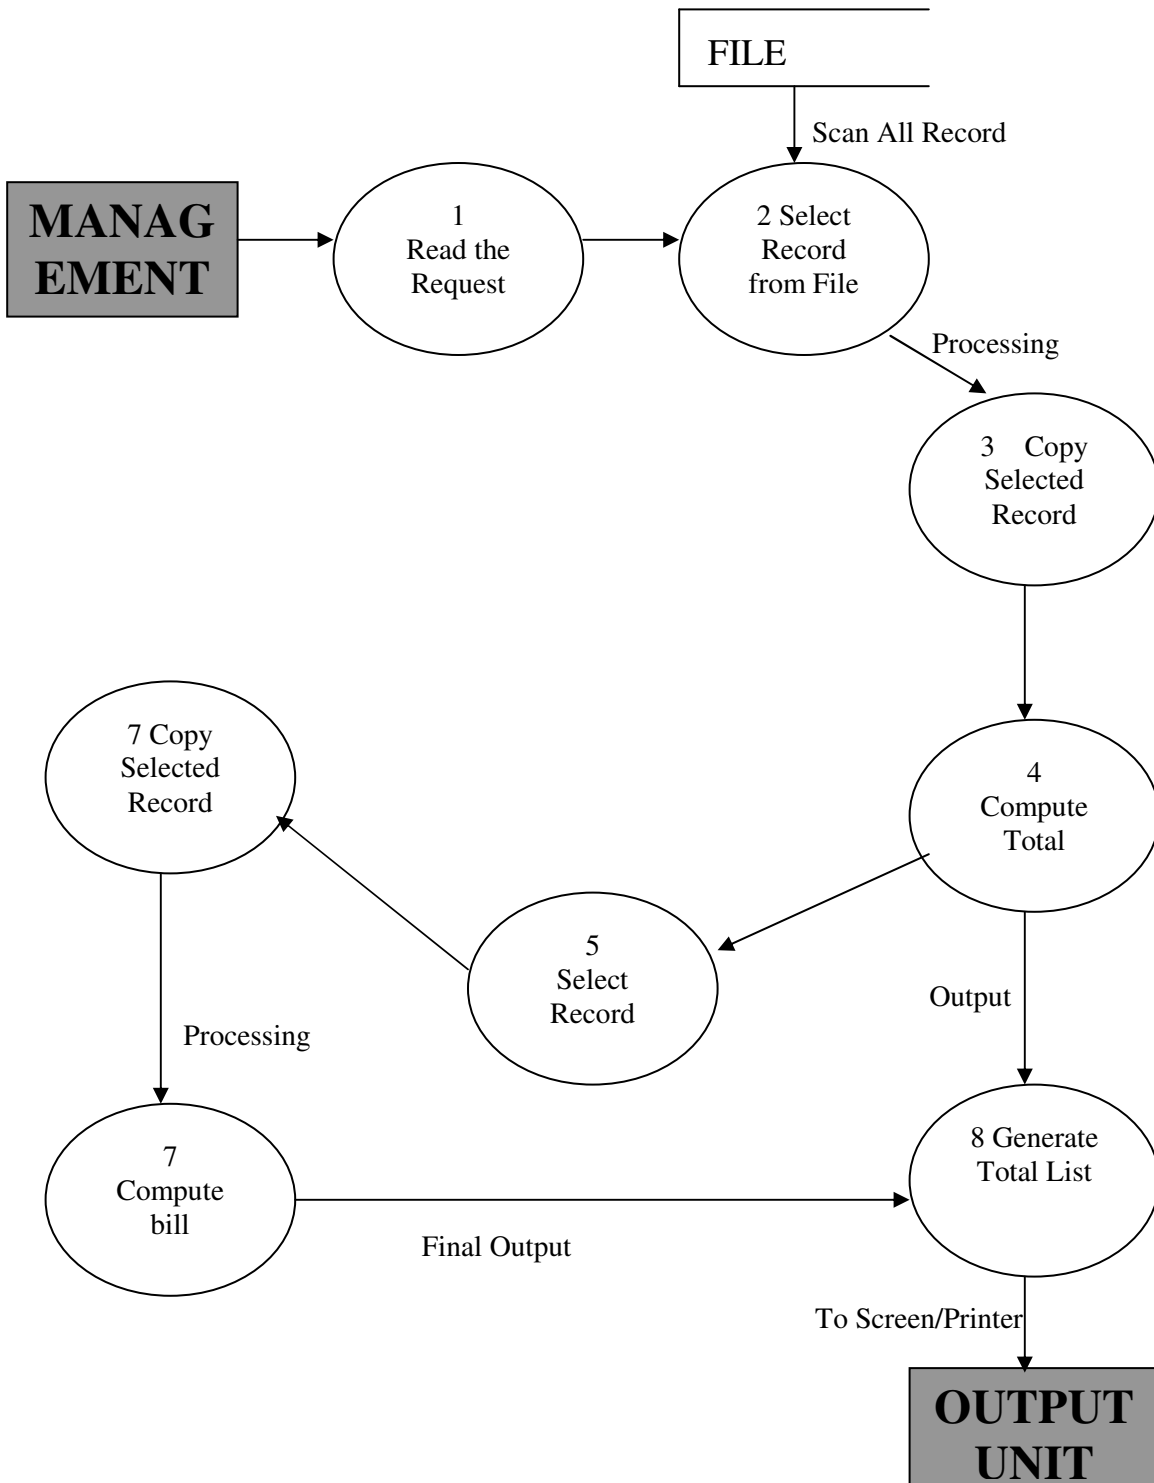 FILE
Scan All Record
MANAG
EMENT
1
Read the
Request
2 Select
Record
from File
Processing
3 Copy
Selected
Record
7 Copy
Selected
Record
4
Compute
Total
5
Select
Record
Output
Processing
7
Compute
bill
8 Generate
Total List
Final Output
To Screen/Printer
OUTPUT
UNIT